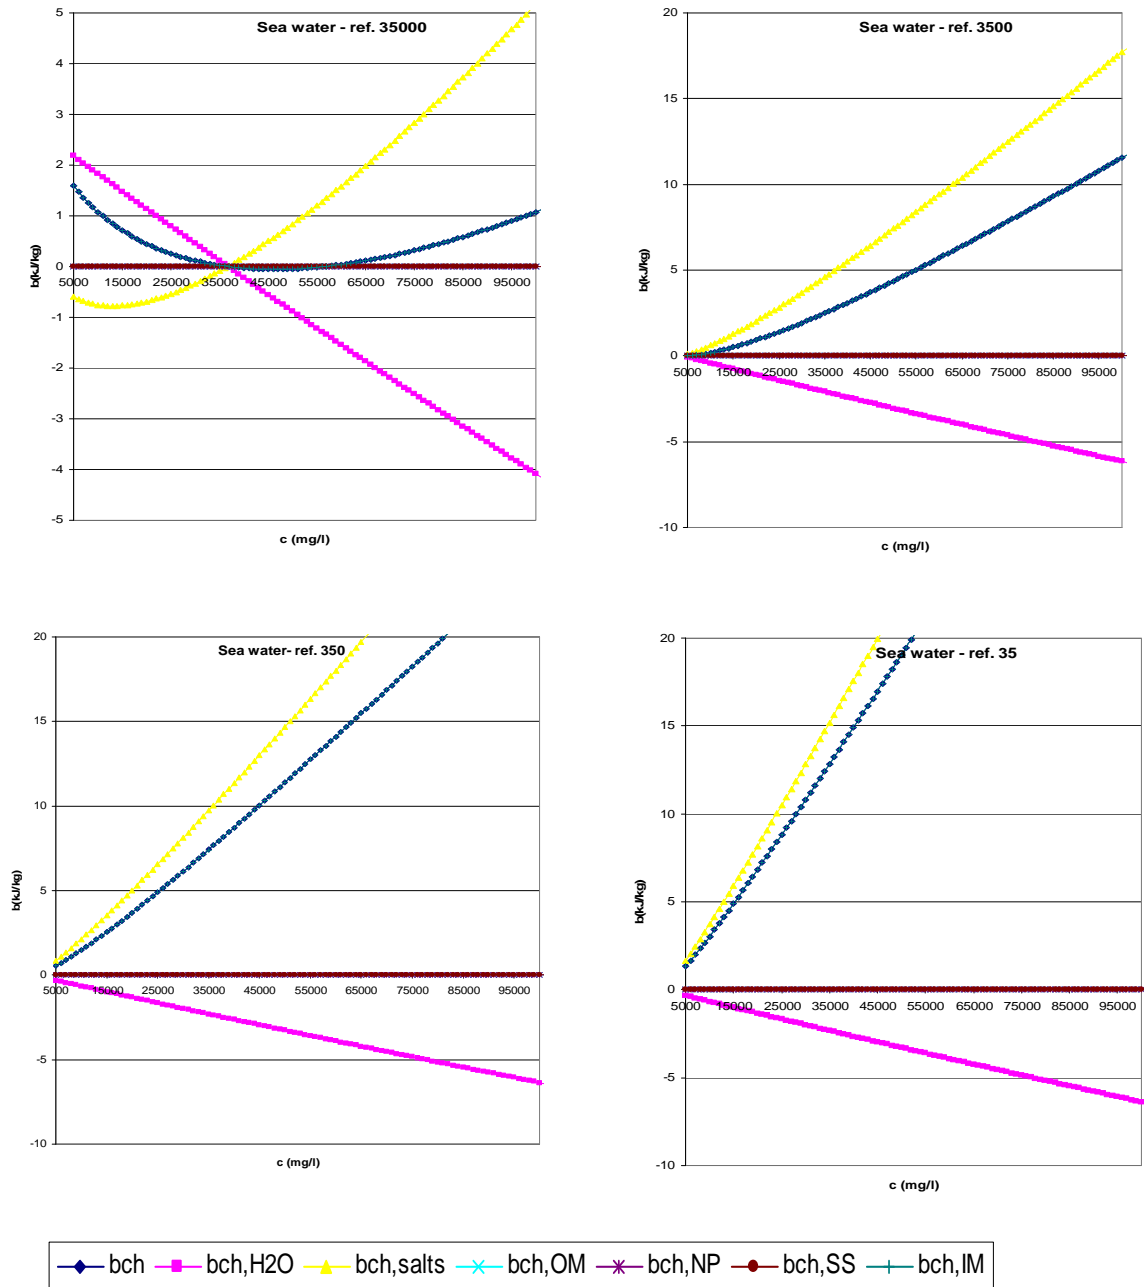 Sea water - ref. 35000
5
4
3
2
1
0
-1
-2
-3
-4
-5
b(kJ/kg)
5000 15000 25000 35000 45000 55000 65000 75000 85000 95000
c (mg/l)
Sea water - ref. 3500
20
15
10
5
0
-5
-10
b(kJ/kg)
5000 15000 25000 35000 45000 55000 65000 75000 85000 95000
c (mg/l)
Sea water- ref. 350
20
15
10
5
0
-5
-10
b(kJ/kg)
5000 15000 25000 35000 45000 55000 65000 75000 85000 95000
c (mg/l)
Sea water - ref. 35
20
15
10
5
0
-5
-10
b(kJ/kg)
5000 15000 25000 35000 45000 55000 65000 75000 85000 95000
c (mg/l)
bch bch,H2O bch,salts bch,OM bch,NP bch,SS bch,IM